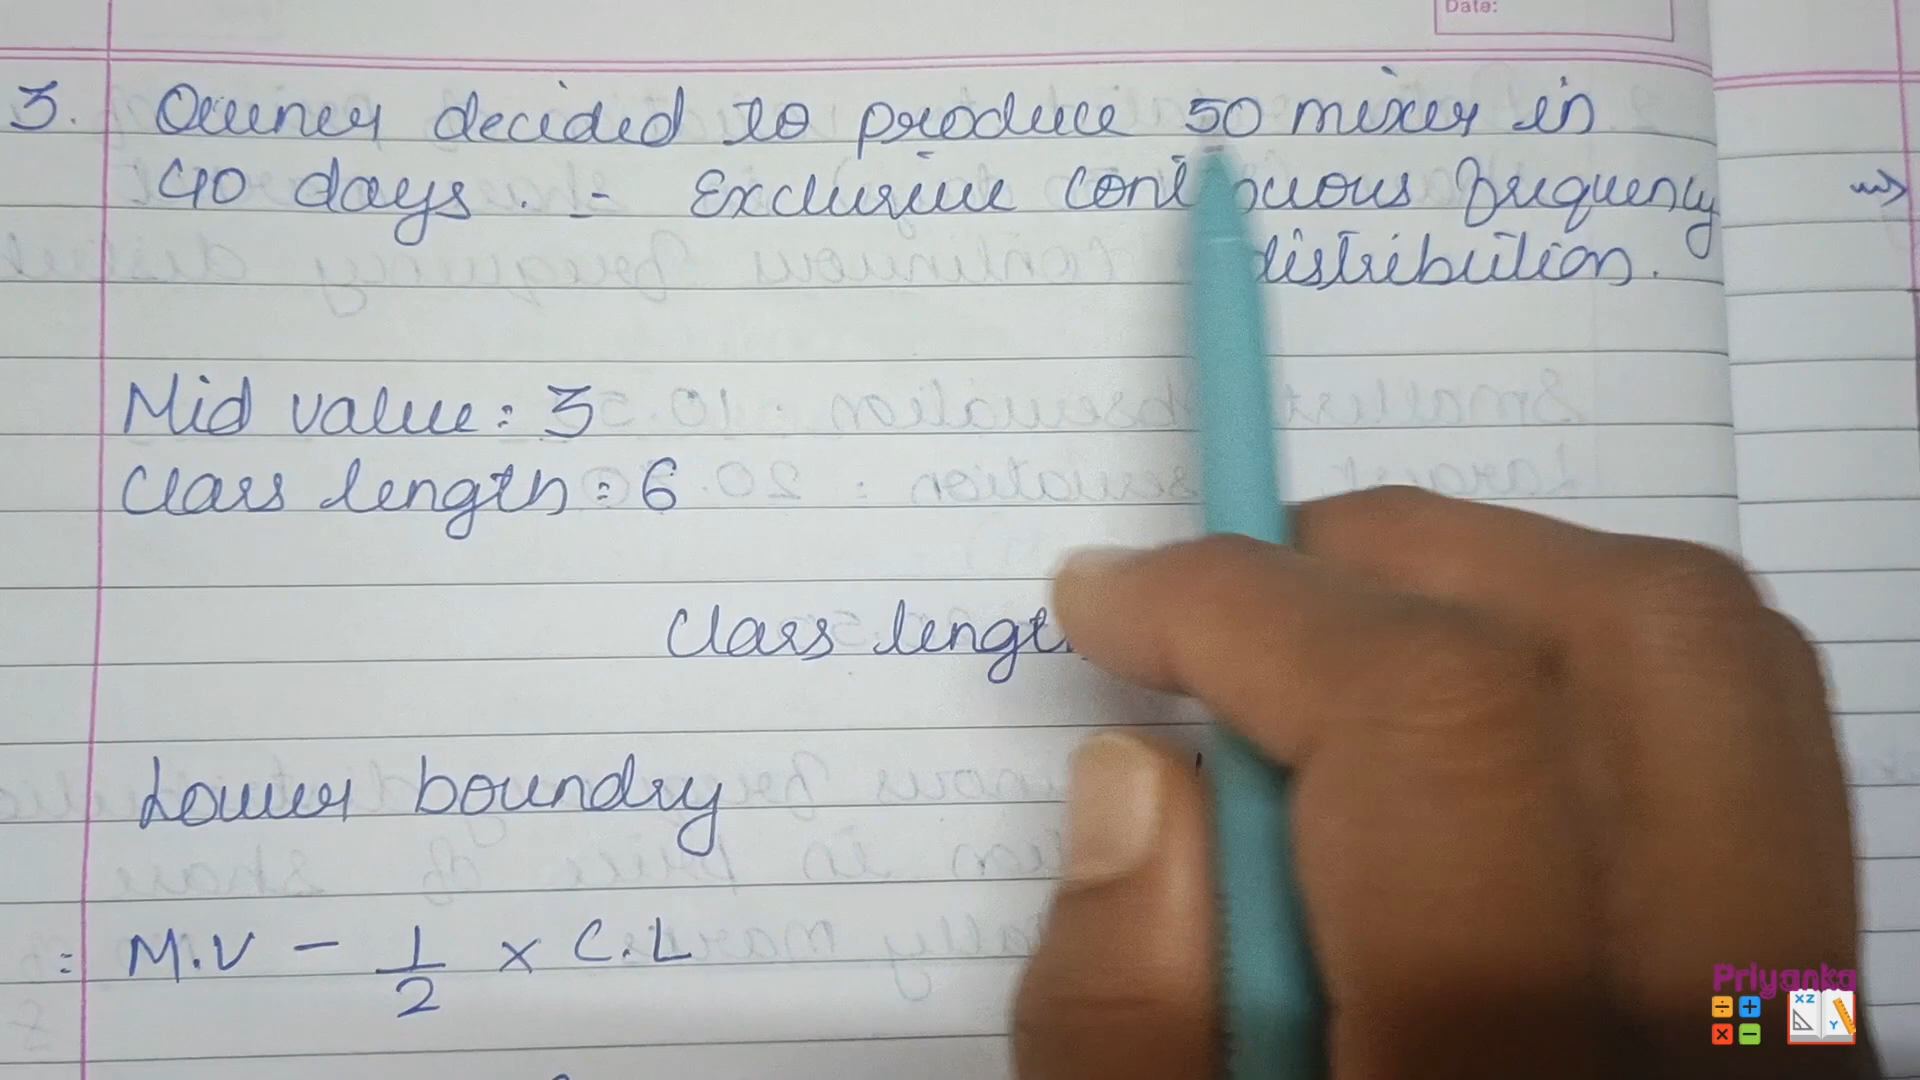 Date:
3. Owner decided to produce 50 mixer in
40 days. - Exclusive continuous frequency
distribution.
Mid value: 3
Class length: 6
Class length
Lower boundry
= M.V - 1/2 × C.L
Priyanka
XZ
Y